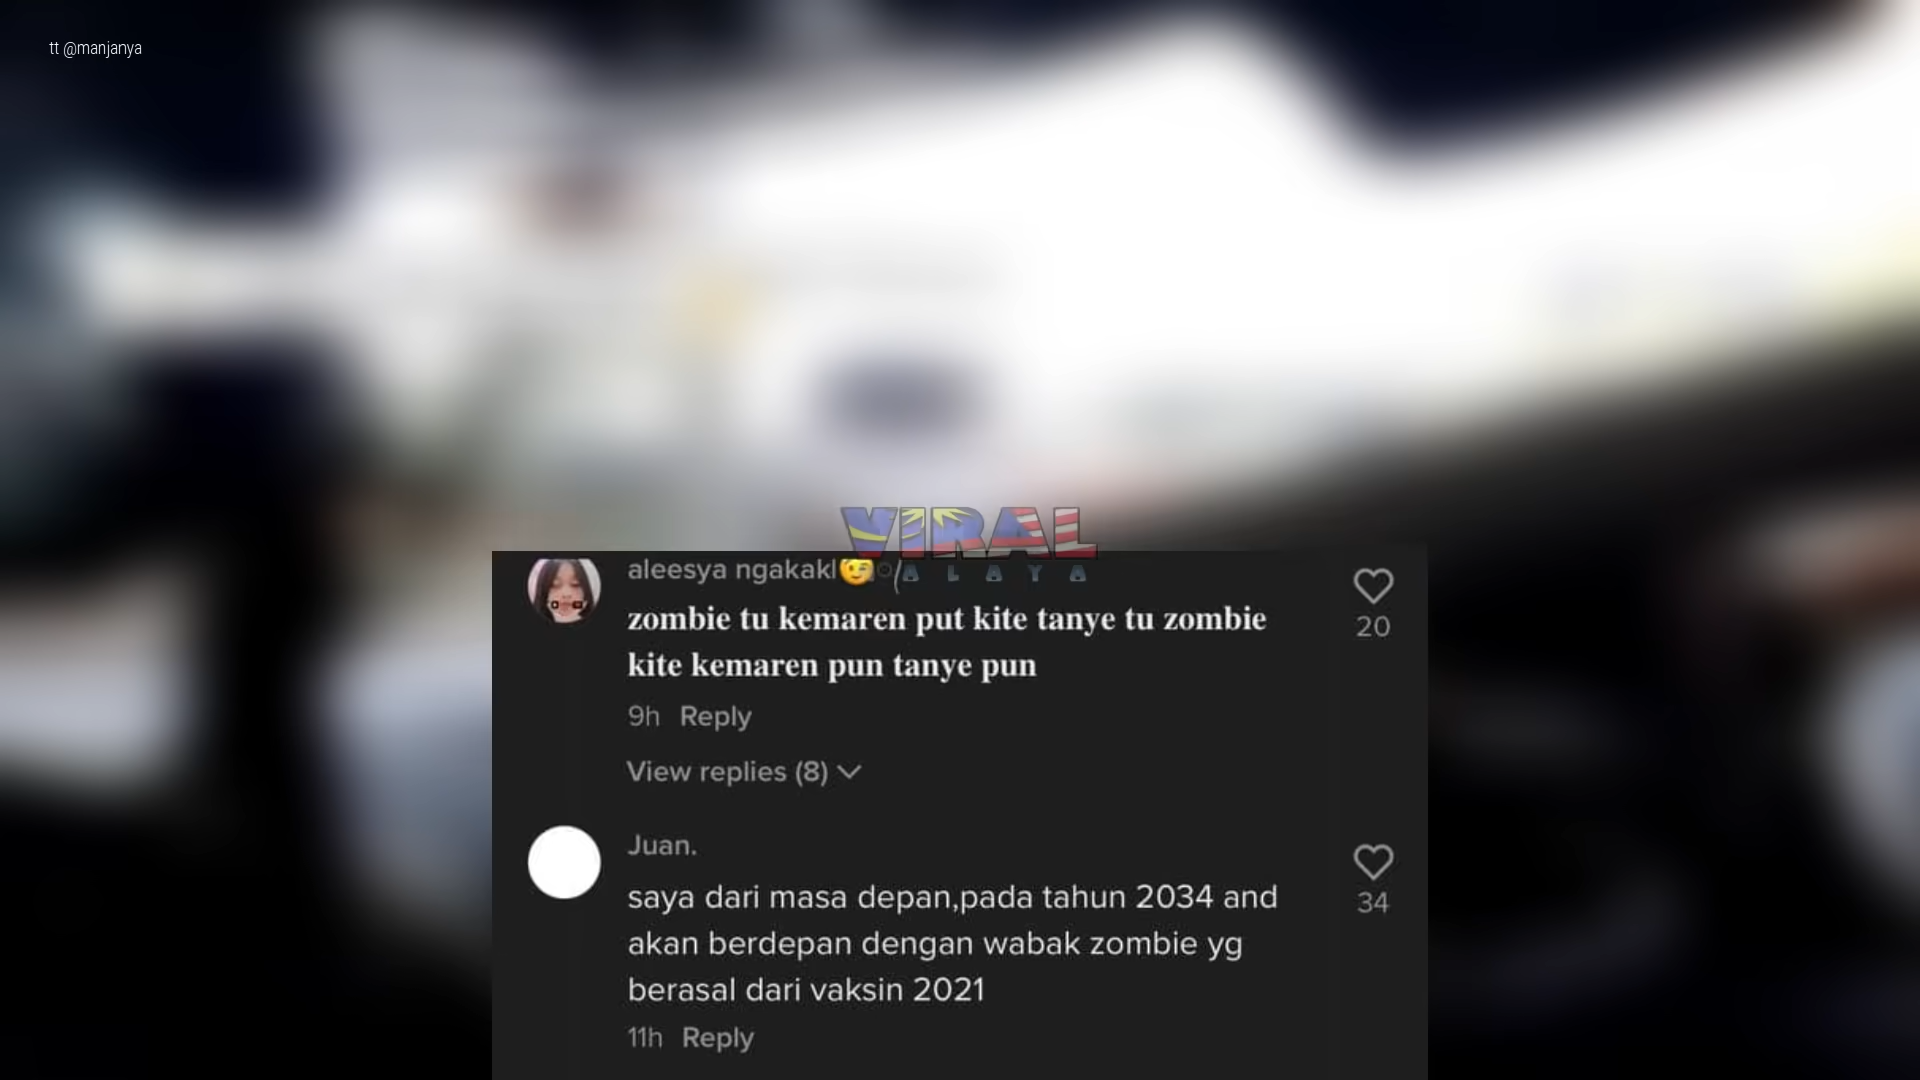 tt @manjanya
VIRAL
ALAYA
aleesya ngakakl😉
zombie tu kemaren put kite tanye tu zombie
kite kemaren pun tanye pun
20
9h Reply
View replies (8)
Juan.
saya dari masa depan,pada tahun 2034 and
akan berdepan dengan wabak zombie yg
berasal dari vaksin 2021
34
11h Reply